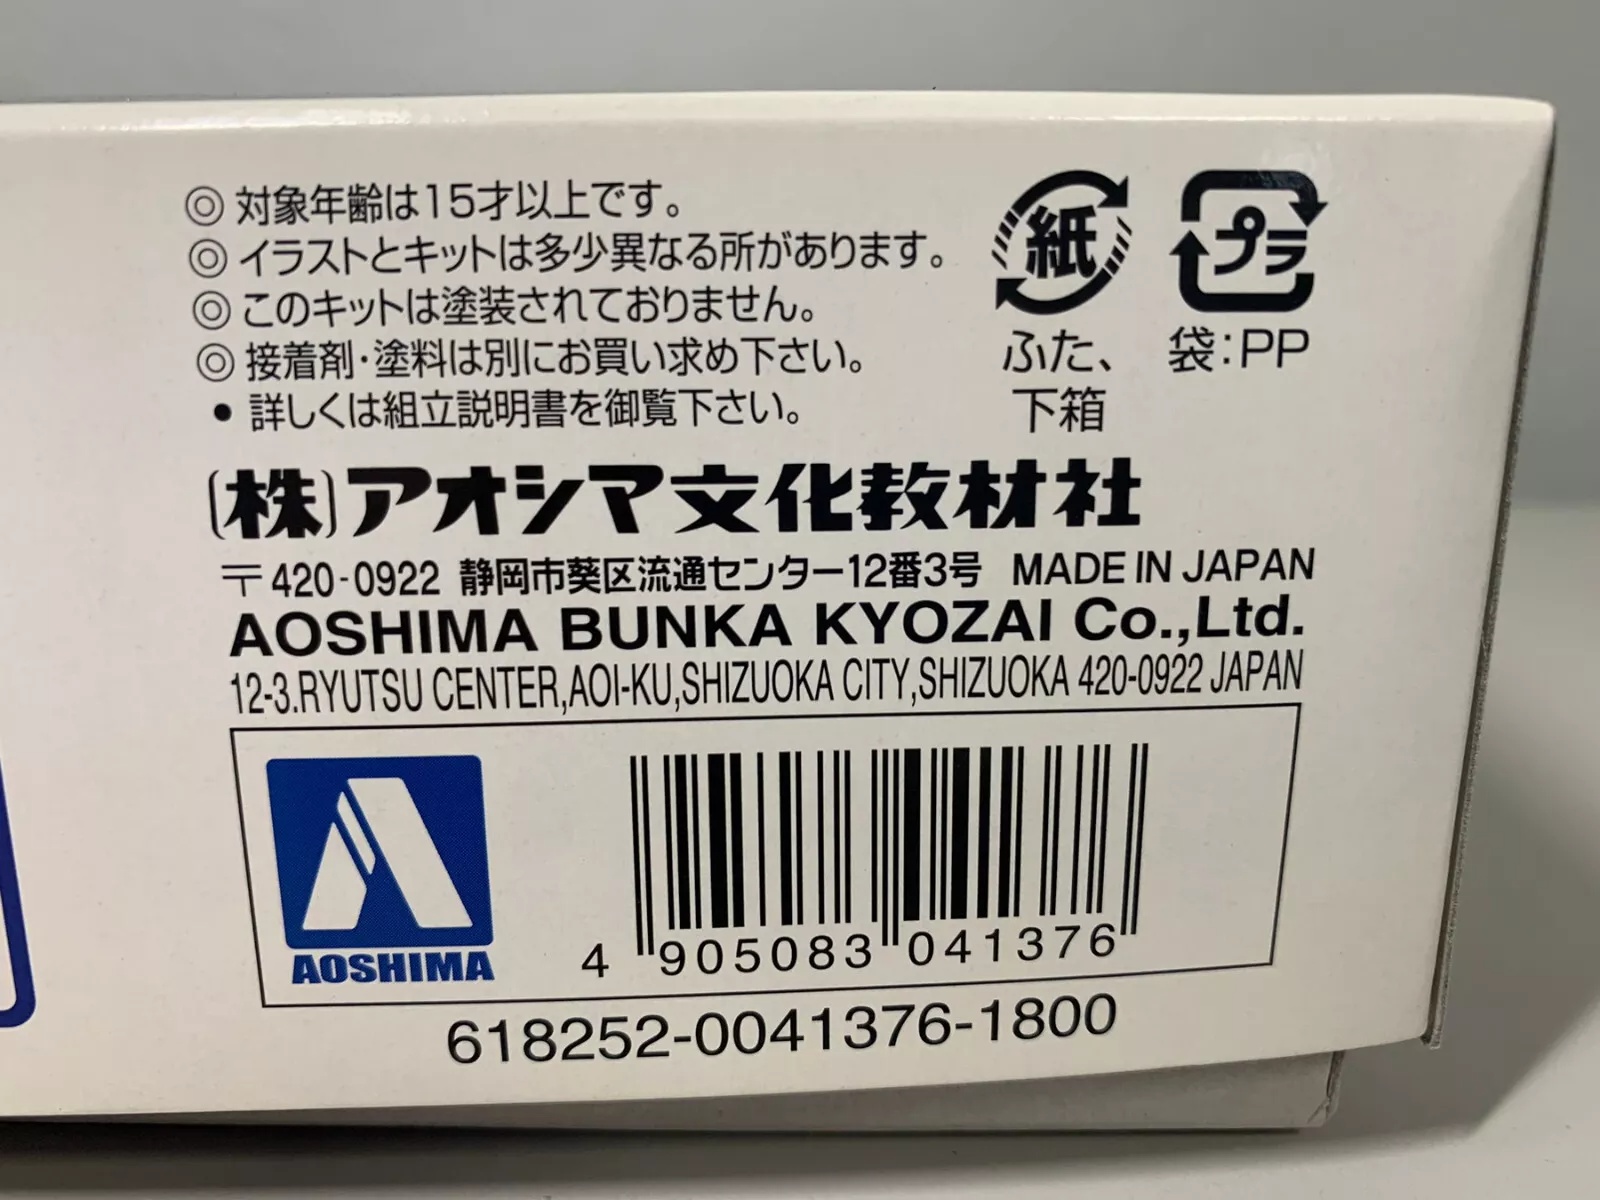 ◎ 対象年齢は15才以上です。
◎ イラストとキットは多少異なる所があります。
◎ このキットは塗装されておりません。
◎ 接着剤・塗料は別にお買い求め下さい。
• 詳しくは組立説明書を御覧下さい。
紙
ふた、
下箱
プラ
袋:PP
(株)アオシマ文化教材社
〒420-0922 静岡市葵区流通センター12番3号 MADE IN JAPAN
AOSHIMA BUNKA KYOZAI Co.,Ltd.
12-3.RYUTSU CENTER,AOI-KU,SHIZUOKA CITY,SHIZUOKA 420-0922 JAPAN
AOSHIMA
4 905083 041376
618252-0041376-1800